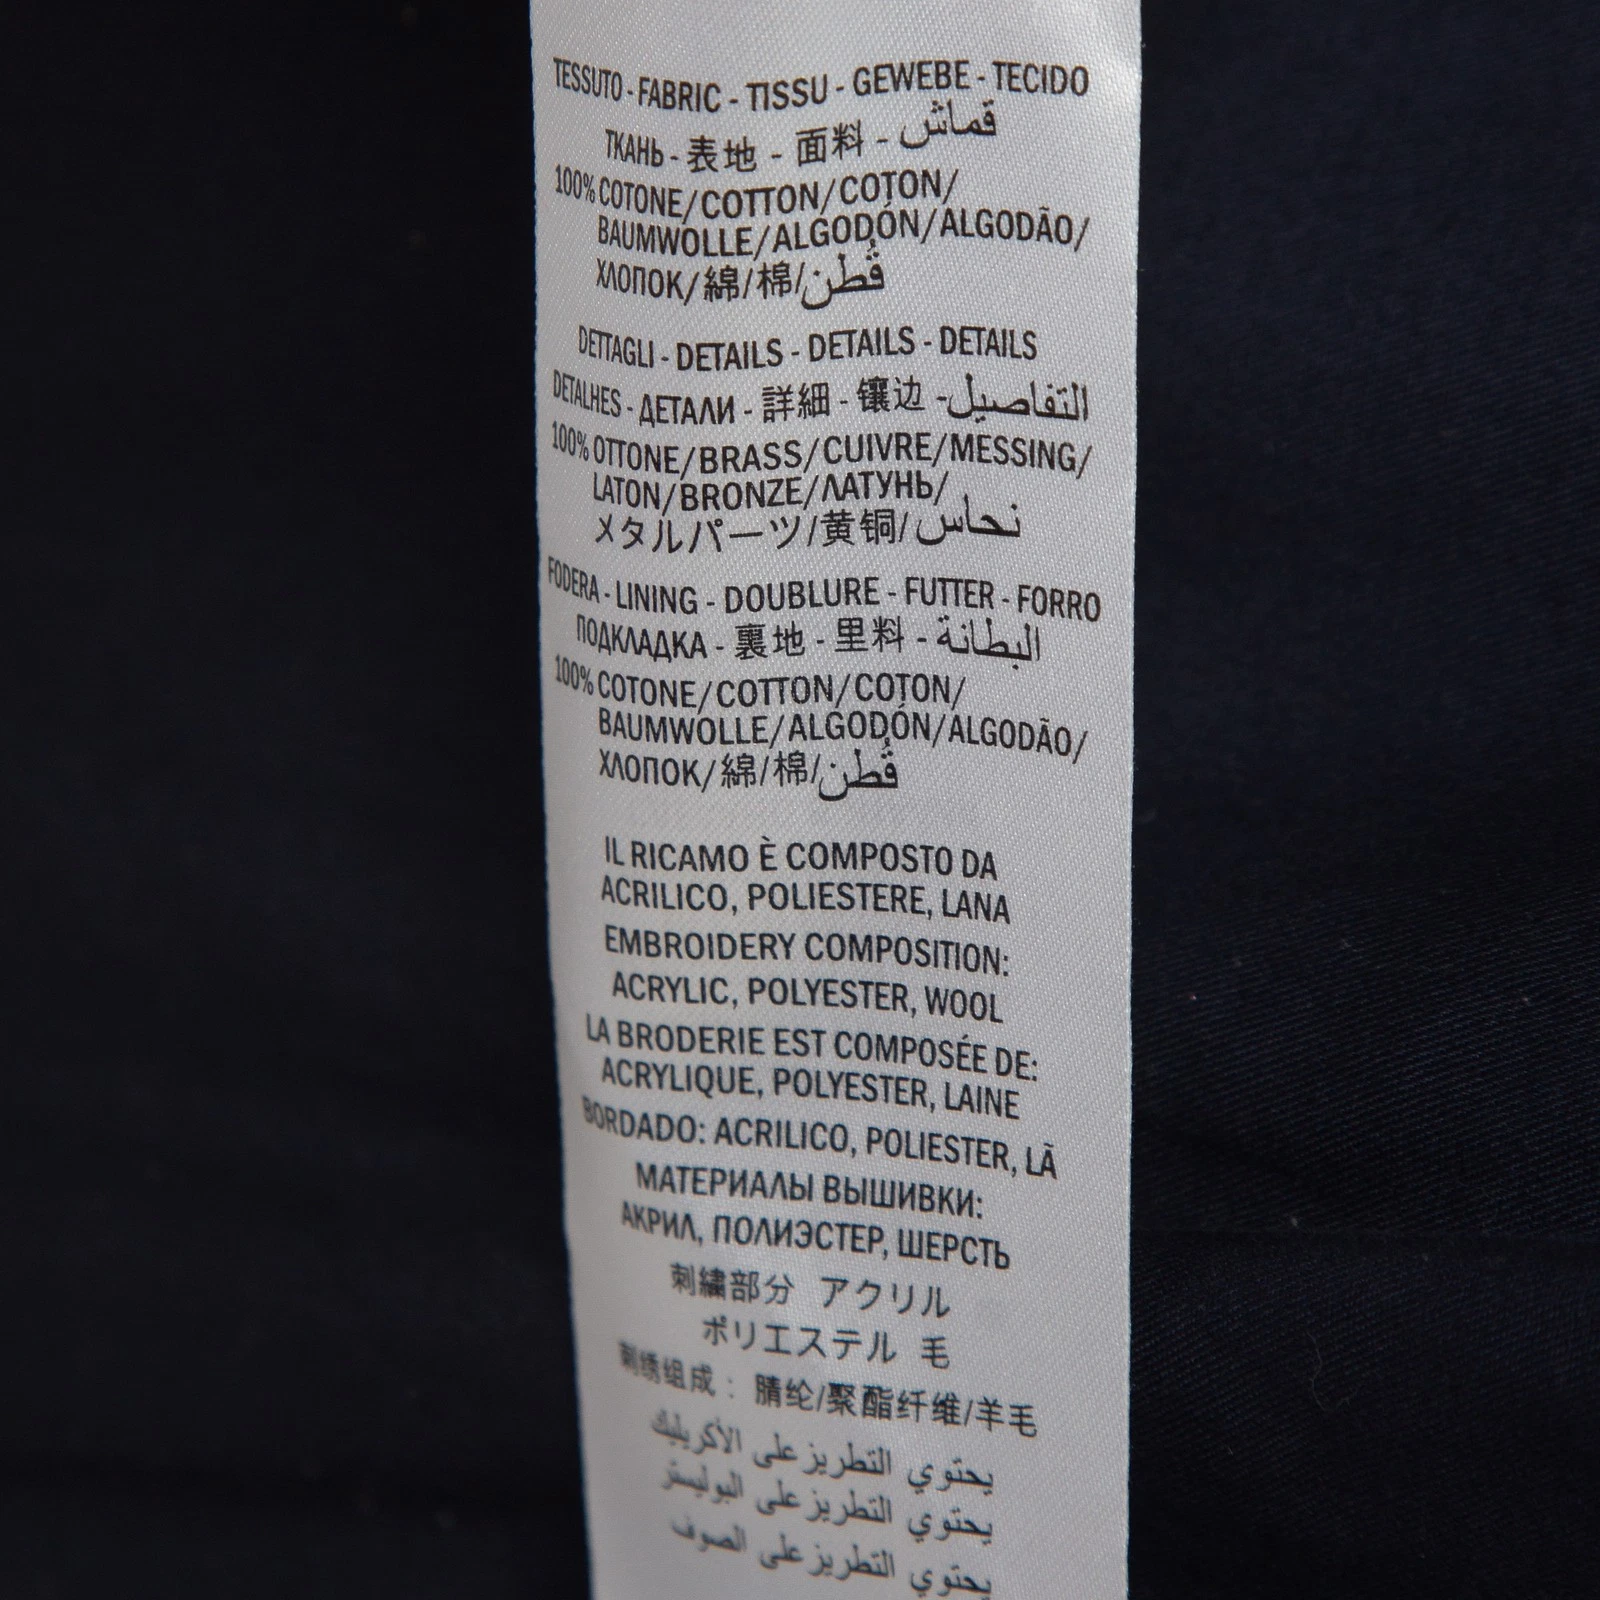 TESSUTO - FABRIC - TISSU - GEWEBE - TECIDO
ТКАНЬ - 表地 - 面料 - قماش
100% COTONE/COTTON/COTON/
BAUMWOLLE/ALGODÓN/ALGODÃO/
ХЛОПОК/綿/棉/قُطن
DETTAGLI - DETAILS - DETAILS - DETAILS
DETALHES - ДЕТАЛИ - 詳細 - 镶边 - التفاصيل
100% OTTONE/BRASS/CUIVRE/MESSING/
LATON/BRONZE/ЛАТУНЬ/
メタルパーツ/黄铜/نحاس
FODERA - LINING - DOUBLURE - FUTTER - FORRO
ПОДКЛАДКА - 裏地 - 里料 - البطانة
100% COTONE/COTTON/COTON/
BAUMWOLLE/ALGODÓN/ALGODÃO/
ХЛОПОК/綿/棉/قُطن
IL RICAMO È COMPOSTO DA
ACRILICO, POLIESTERE, LANA
EMBROIDERY COMPOSITION:
ACRYLIC, POLYESTER, WOOL
LA BRODERIE EST COMPOSÉE DE:
ACRYLIQUE, POLYESTER, LAINE
BORDADO: ACRILICO, POLIESTER, LÃ
МАТЕРИАЛЫ ВЫШИВКИ:
АКРИЛ, ПОЛИЭСТЕР, ШЕРСТЬ
刺繍部分 アクリル
ポリエステル 毛
刺绣组成：腈纶/聚酯纤维/羊毛
يحتوي التطريز على الأكريليك
يحتوي التطريز على البوليستر
يحتوي التطريز على الصوف